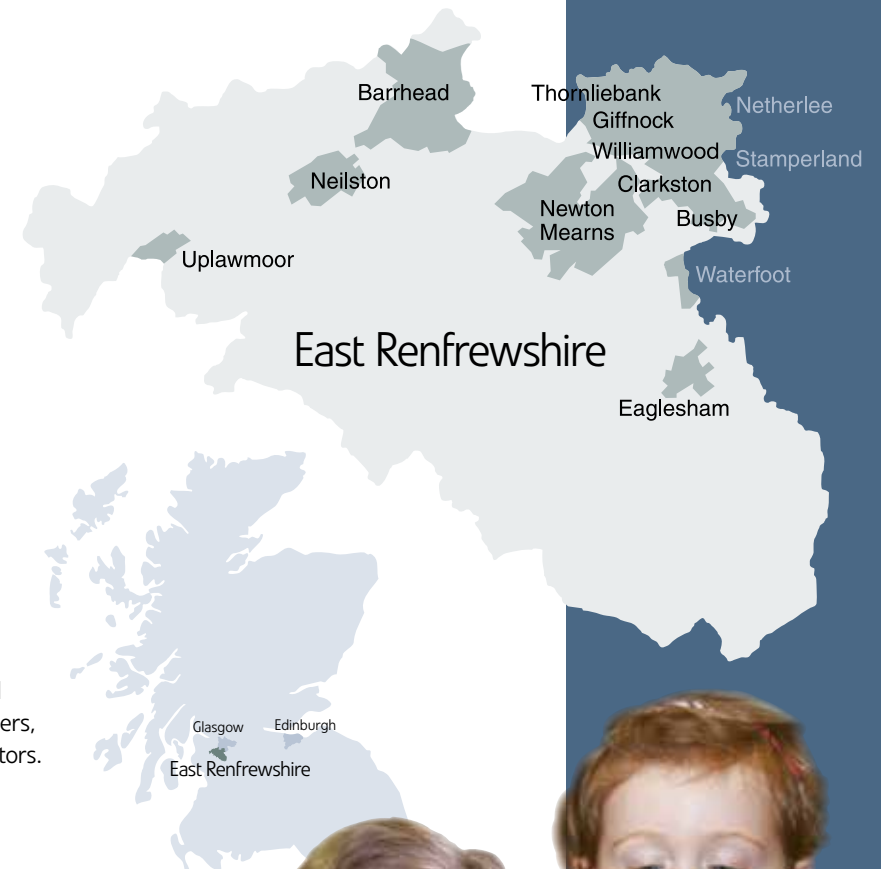 Barrhead
Thornliebank
Netherlee
Giffnock
Williamwood
Stamperland
Neilston
Clarkston
Newton
Mearns
Busby
Uplawmoor
Waterfoot
East Renfrewshire
Eaglesham
ers,
tors.
Glasgow
Edinburgh
East Renfrewshire